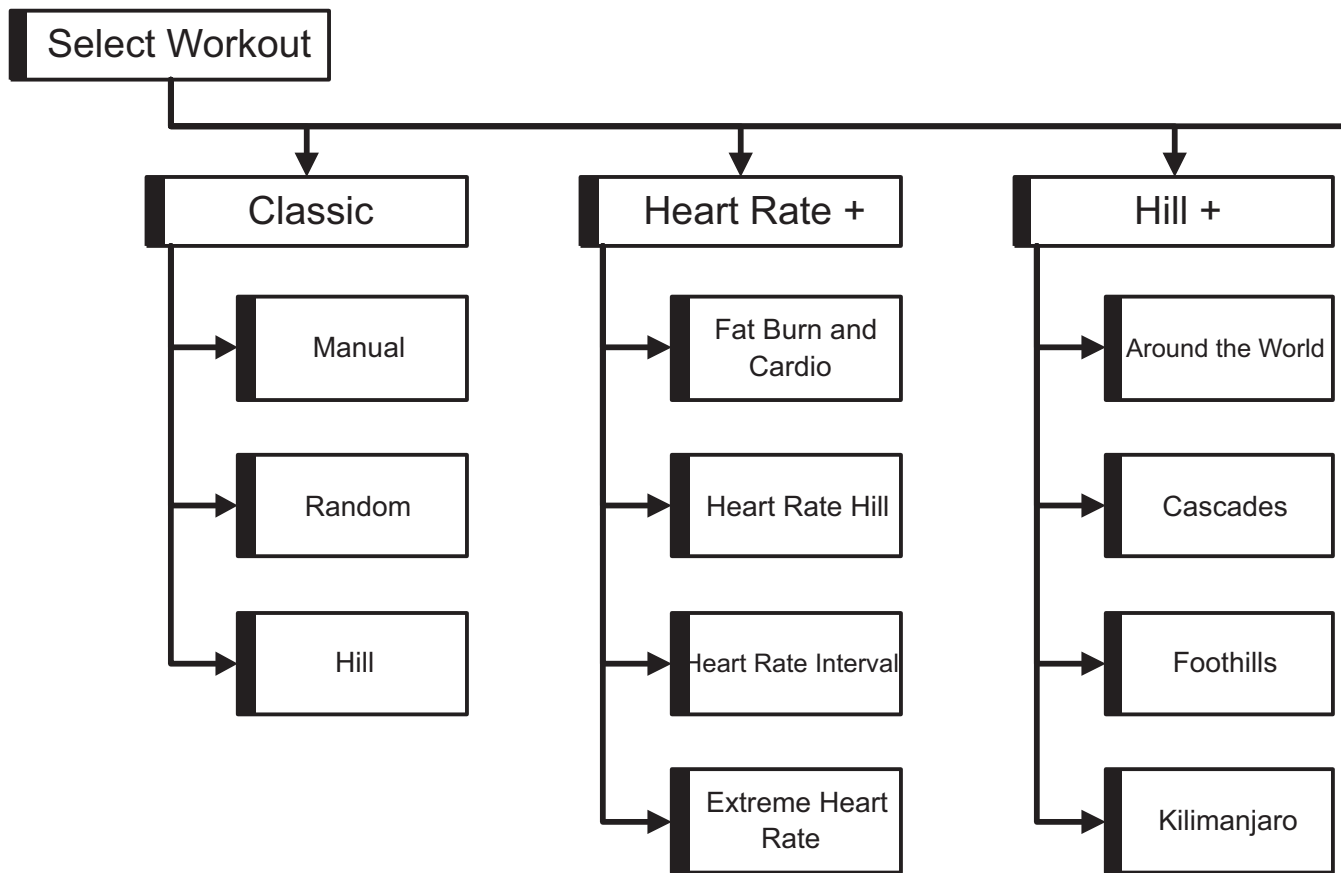 Select Workout
Classic
Heart Rate +
Hill +
Manual
Fat Burn and
Cardio
Around the World
Random
Heart Rate Hill
Cascades
Hill
Heart Rate Interval
Foothills
Extreme Heart
Rate
Kilimanjaro